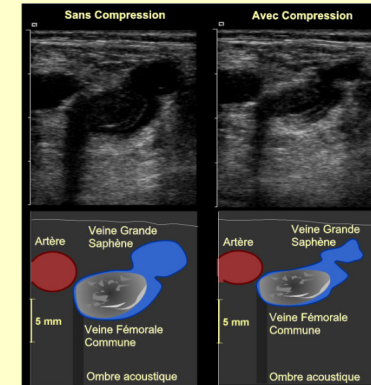 Sans Compression
Avec Compression
Veine Grande
Saphène
Artère
5 mm
Veine Fémorale
Commune
Ombre acoustique
Veine Grande
Saphène
Artère
5 mm
Veine Fémorale
Commune
Ombre acoustique